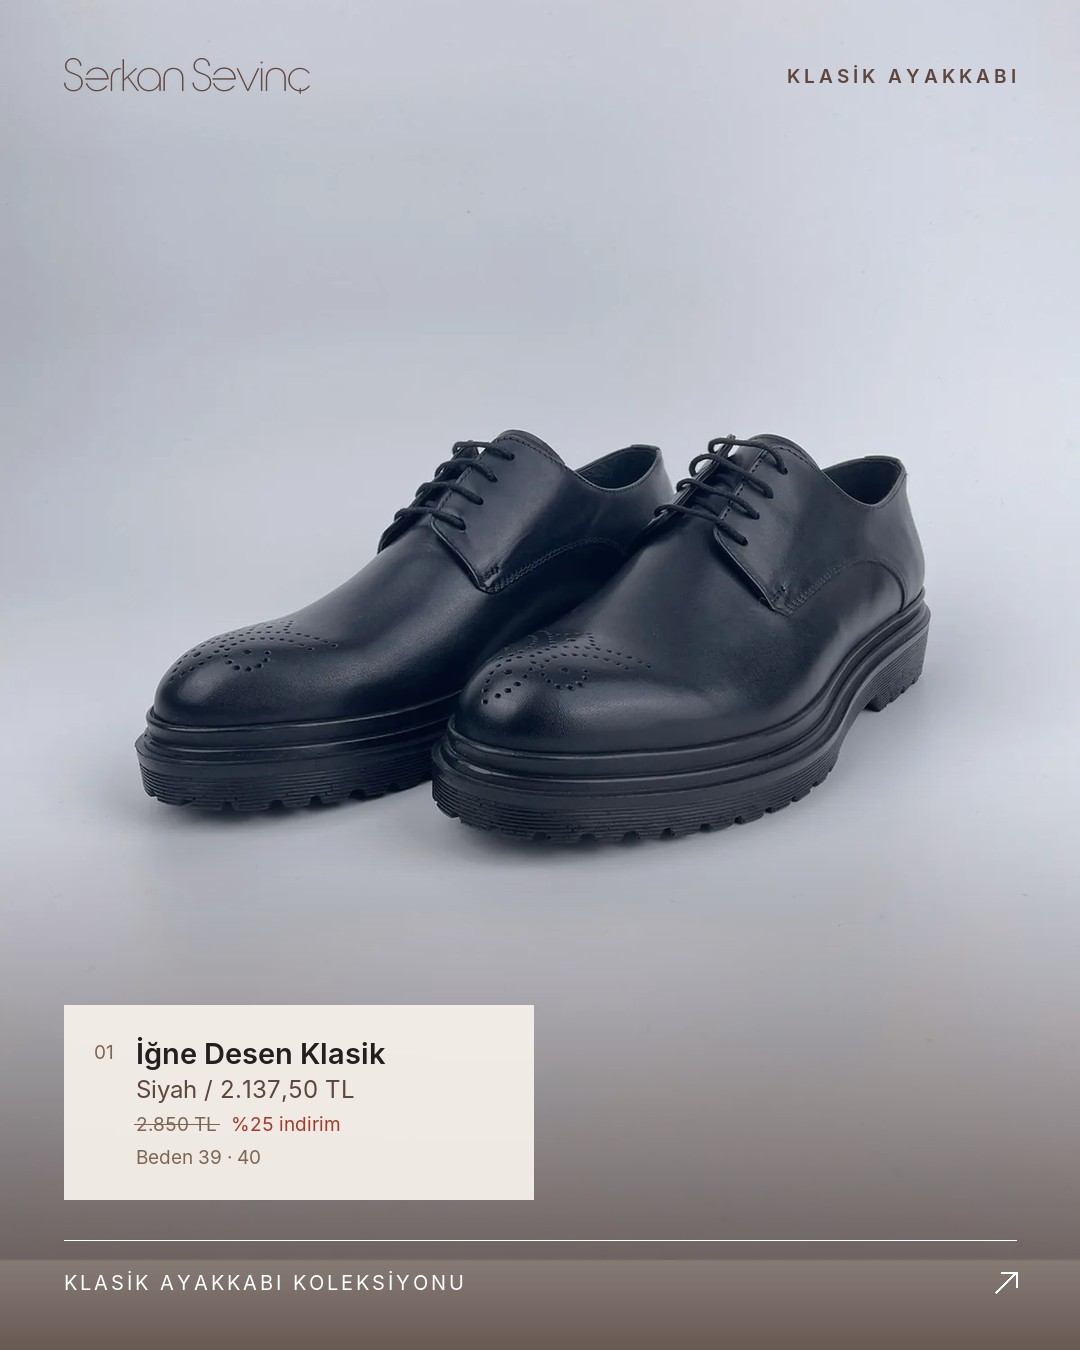 Serkan Sevinç
KLASİK AYAKKABI
01 İğne Desen Klasik
Siyah / 2.137,50 TL
2.850 TL %25 indirim
Beden 39 · 40
KLASİK AYAKKABI KOLEKSİYONU